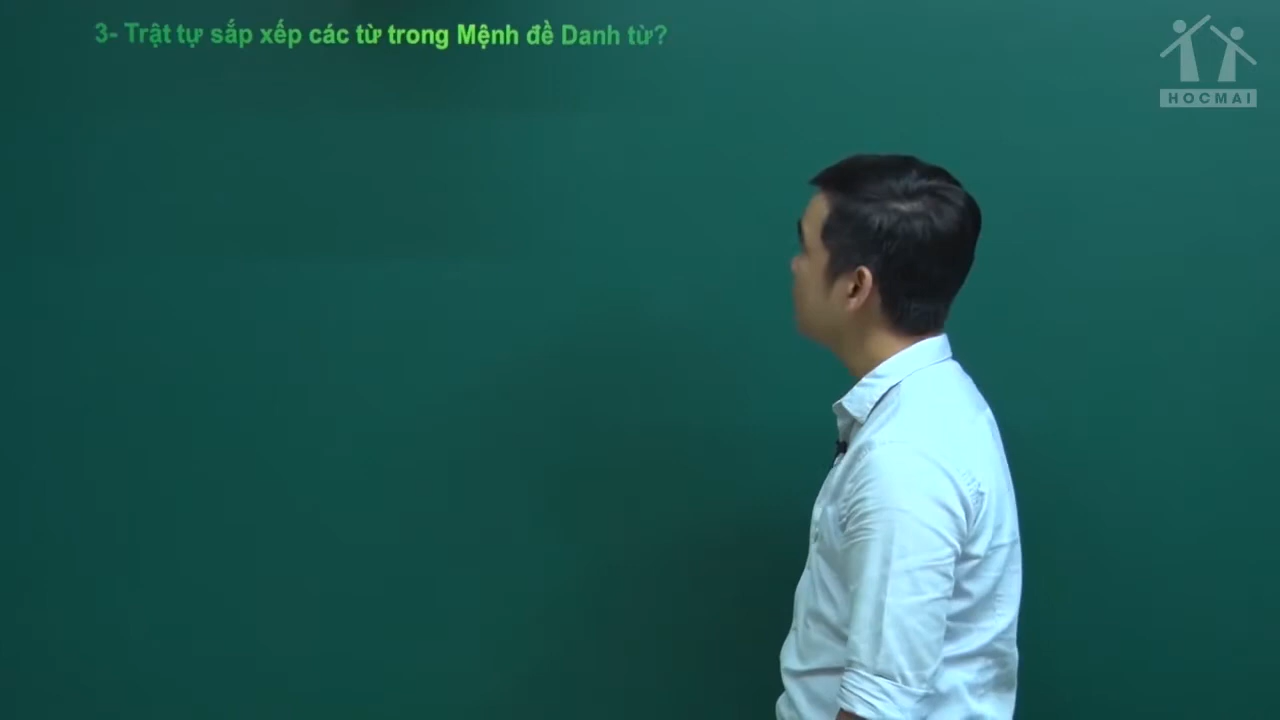 3- Trật tự sắp xếp các từ trong Mệnh đề Danh từ?
HOCMAI